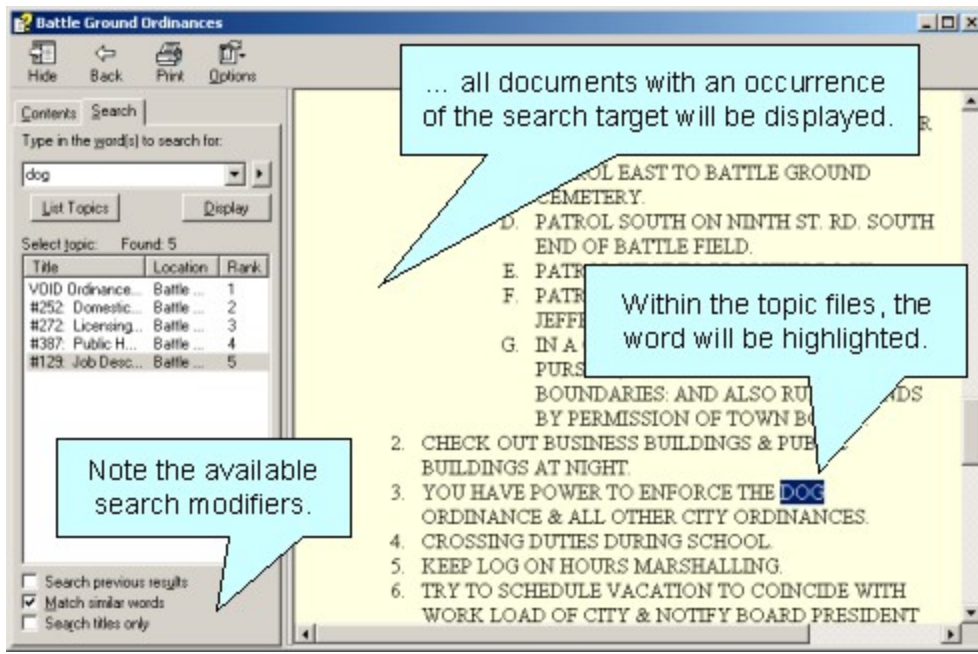 Battle Ground Ordinances
Hide Back Print Options
Contents Search
Type in the word(s) to search for:
dog
List Topics Display
Select topic: Found: 5
Title Location Rank
VOID Ordinance... Battle ... 1
#252: Domestic... Battle ... 2
#272: Licensing... Battle ... 3
#387: Public H... Battle ... 4
#129: Job Desc... Battle ... 5
Search previous results
Match similar words
Search titles only
... all documents with an occurrence
of the search target will be displayed.
Within the topic files, the
word will be highlighted.
Note the available
search modifiers.
EAST TO BATTLE GROUND
CEMETERY.
D. PATROL SOUTH ON NINTH ST. RD. SOUTH
END OF BATTLE FIELD.
E.
F.
G. IN A
BOUNDARIES: AND ALSO
BY PERMISSION OF TOWN
2. CHECK OUT BUSINESS BUILDINGS &
BUILDINGS AT NIGHT.
3. YOU HAVE POWER TO ENFORCE THE DOG
ORDINANCE & ALL OTHER CITY ORDINANCES.
4. CROSSING DUTIES DURING SCHOOL.
5. KEEP LOG ON HOURS MARSHALLING.
6. TRY TO SCHEDULE VACATION TO COINCIDE WITH
WORK LOAD OF CITY & NOTIFY BOARD PRESIDENT